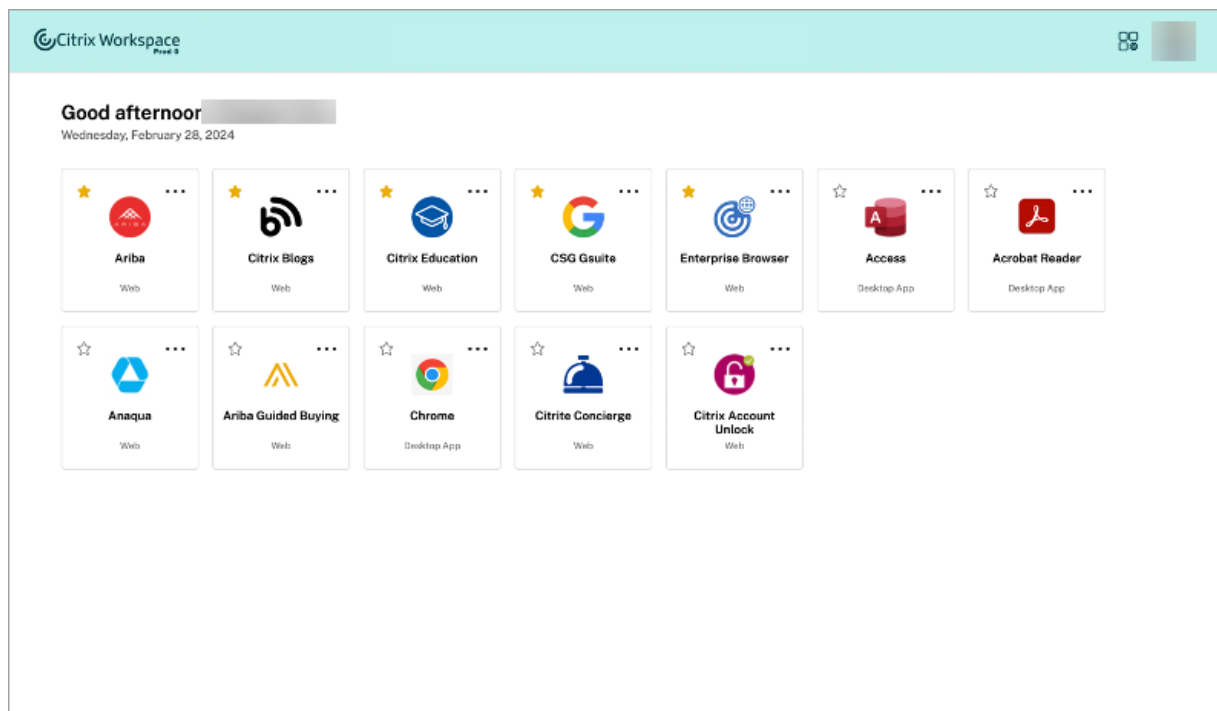 Citrix Workspace
Prod 8
Good afternoon
Wednesday, February 28, 2024
ARIBA
Ariba
Web
Citrix Blogs
Web
Citrix Education
Web
CSG Gsuite
Web
Enterprise Browser
Web
A
Access
Desktop App
Acrobat Reader
Desktop App
Anaqua
Web
Ariba Guided Buying
Web
Chrome
Desktop App
Citrite Concierge
Web
Citrix Account
Unlock
Web